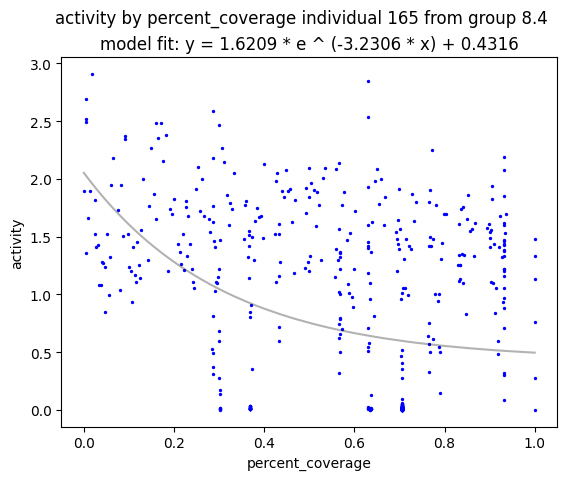 activity by percent_coverage individual 165 from group 8.4
model fit: y = 1.6209 * e ^ (-3.2306 * x) + 0.4316
3.0
2.5
2.0
1.5
1.0
0.5
0.0
activity
0.0 0.2 0.4 0.6 0.8 1.0
percent_coverage